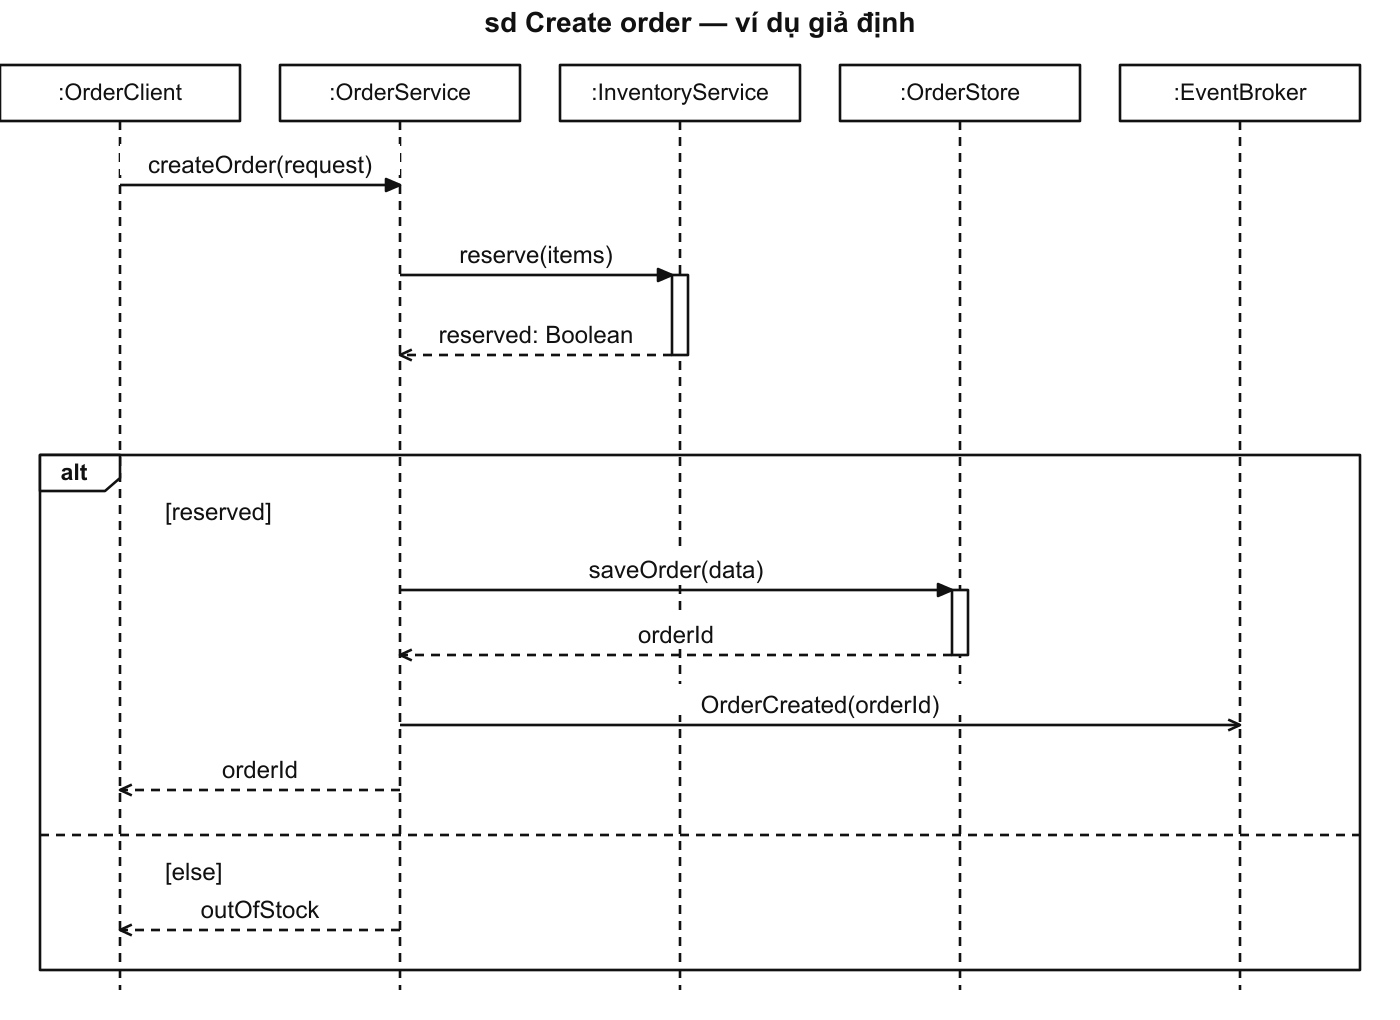 sd Create order — ví dụ giả định
:OrderClient
:OrderService
:InventoryService
:OrderStore
:EventBroker
createOrder(request)
reserve(items)
reserved: Boolean
alt
[reserved]
saveOrder(data)
orderId
OrderCreated(orderId)
orderId
[else]
outOfStock